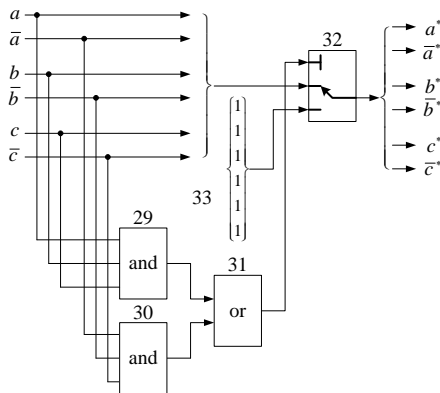 a
a̅
b
b̅
c
c̅
32
a*
a̅*
b*
b̅*
c*
c̅*
33
1
1
1
1
1
1
29
and
30
and
31
or